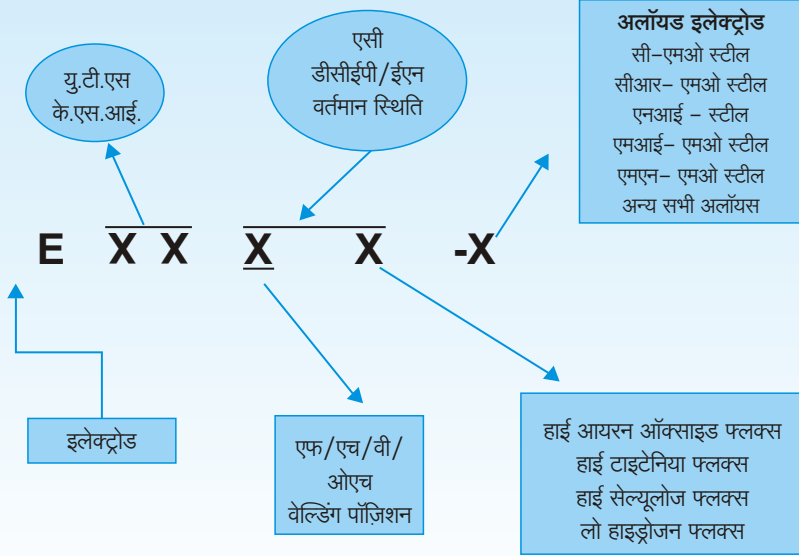 यु.टी.एस
के.एस.आई.
एसी
डीसीईपी/ईएन
वर्तमान स्थिति
अलॉयड इलेक्ट्रोड
सी-एमओ स्टील
सीआर- एमओ स्टील
एनआई - स्टील
एमआई- एमओ स्टील
एमएन- एमओ स्टील
अन्य सभी अलॉयस
E X X X X -X
इलेक्ट्रोड
एफ/एच/वी/
ओएच
वेल्डिंग पॉज़िशन
हाई आयरन ऑक्साइड फ्लक्स
हाई टाइटेनिया फ्लक्स
हाई सेल्यूलोज फ्लक्स
लो हाइड्रोजन फ्लक्स